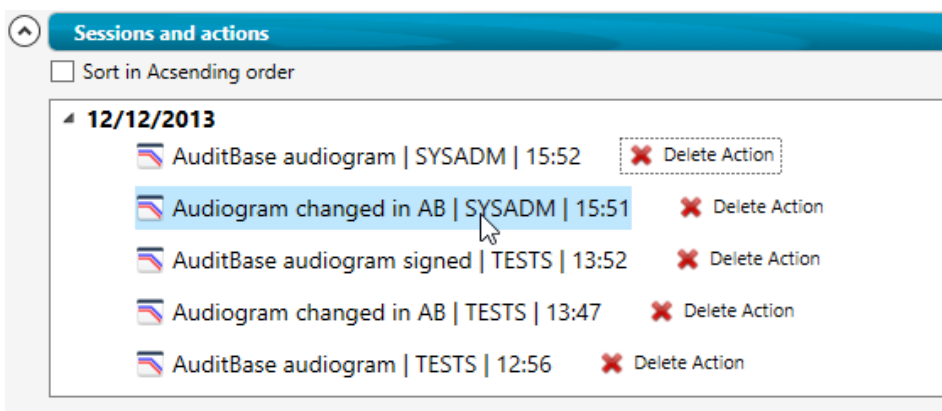 Sessions and actions
Sort in Acsending order
12/12/2013
AuditBase audiogram | SYSADM | 15:52 Delete Action
Audiogram changed in AB | SYSADM | 15:51 Delete Action
AuditBase audiogram signed | TESTS | 13:52 Delete Action
Audiogram changed in AB | TESTS | 13:47 Delete Action
AuditBase audiogram | TESTS | 12:56 Delete Action